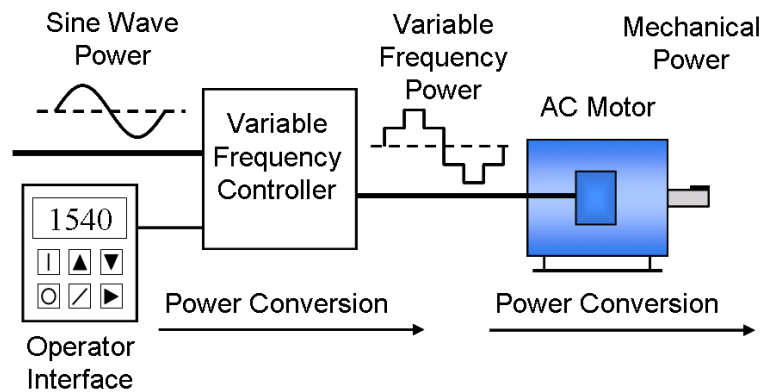 Sine Wave
Power
Variable
Frequency
Power
Mechanical
Power
AC Motor
Variable
Frequency
Controller
1540
Power Conversion
Power Conversion
Operator
Interface